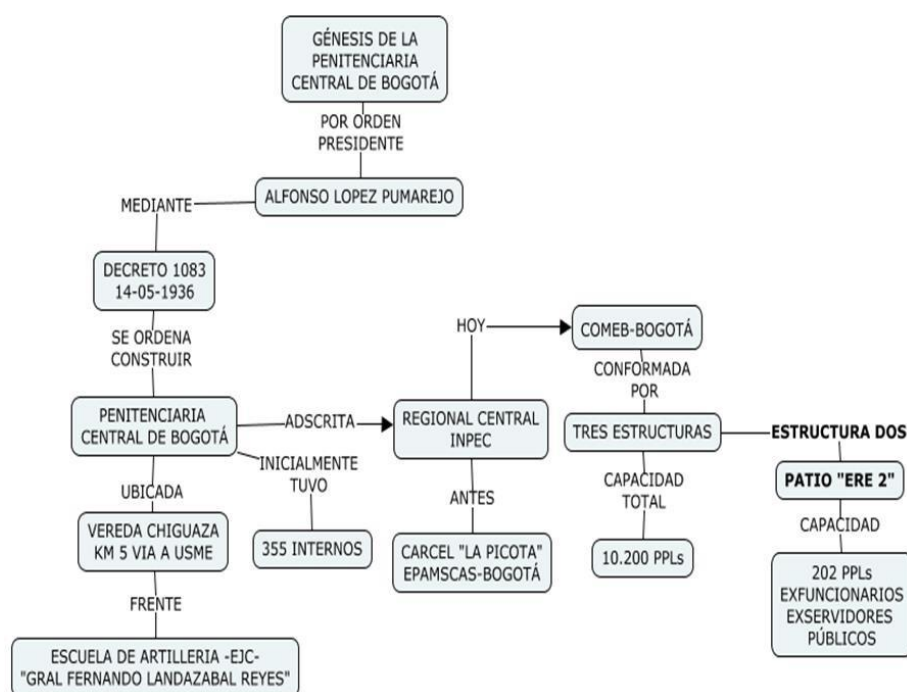 GÉNESIS DE LA
PENITENCIARIA
CENTRAL DE BOGOTÁ
POR ORDEN
PRESIDENTE
ALFONSO LOPEZ PUMAREJO
MEDIANTE
DECRETO 1083
14-05-1936
SE ORDENA
CONSTRUIR
PENITENCIARIA
CENTRAL DE BOGOTÁ
UBICADA
VEREDA CHIGUAZA
KM 5 VIA A USME
FRENTE
ESCUELA DE ARTILLERIA -EJC-
"GRAL FERNANDO LANDAZABAL REYES"
INICIALMENTE
TUVO
355 INTERNOS
ADSCRITA
REGIONAL CENTRAL
INPEC
ANTES
CARCEL "LA PICOTA"
EPAMSCAS-BOGOTÁ
HOY
COMEB-BOGOTÁ
CONFORMADA
POR
TRES ESTRUCTURAS
CAPACIDAD
TOTAL
10.200 PPLs
ESTRUCTURA DOS
PATIO "ERE 2"
CAPACIDAD
202 PPLs
EXFUNCIONARIOS
EXSERVIDORES
PÚBLICOS